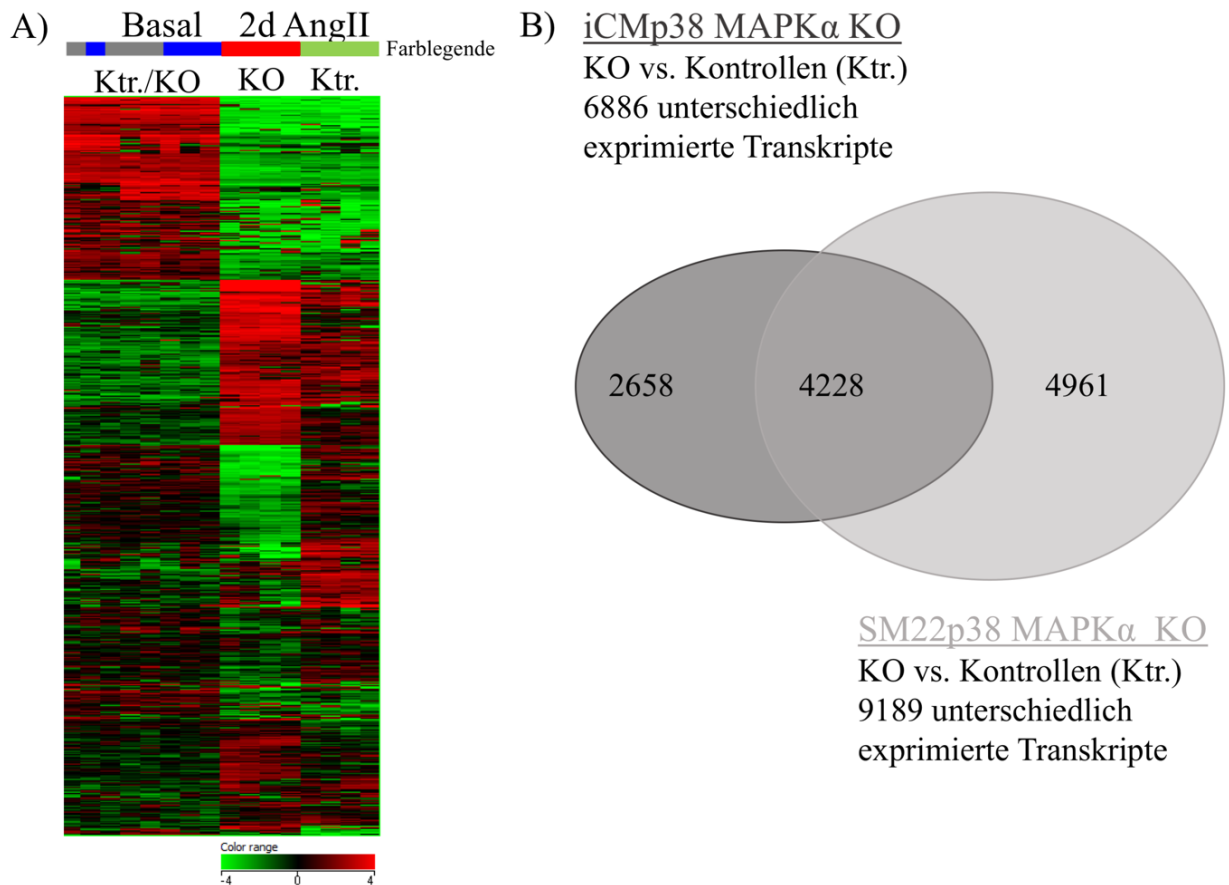 A)
Basal 2d AngII
Farblegende
Ktr./KO KO Ktr.
Color range
-4 0 4
B)
iCMp38 MAPKα KO
KO vs. Kontrollen (Ktr.)
6886 unterschiedlich
exprimierte Transkripte
2658 4228 4961
SM22p38 MAPKα KO
KO vs. Kontrollen (Ktr.)
9189 unterschiedlich
exprimierte Transkripte